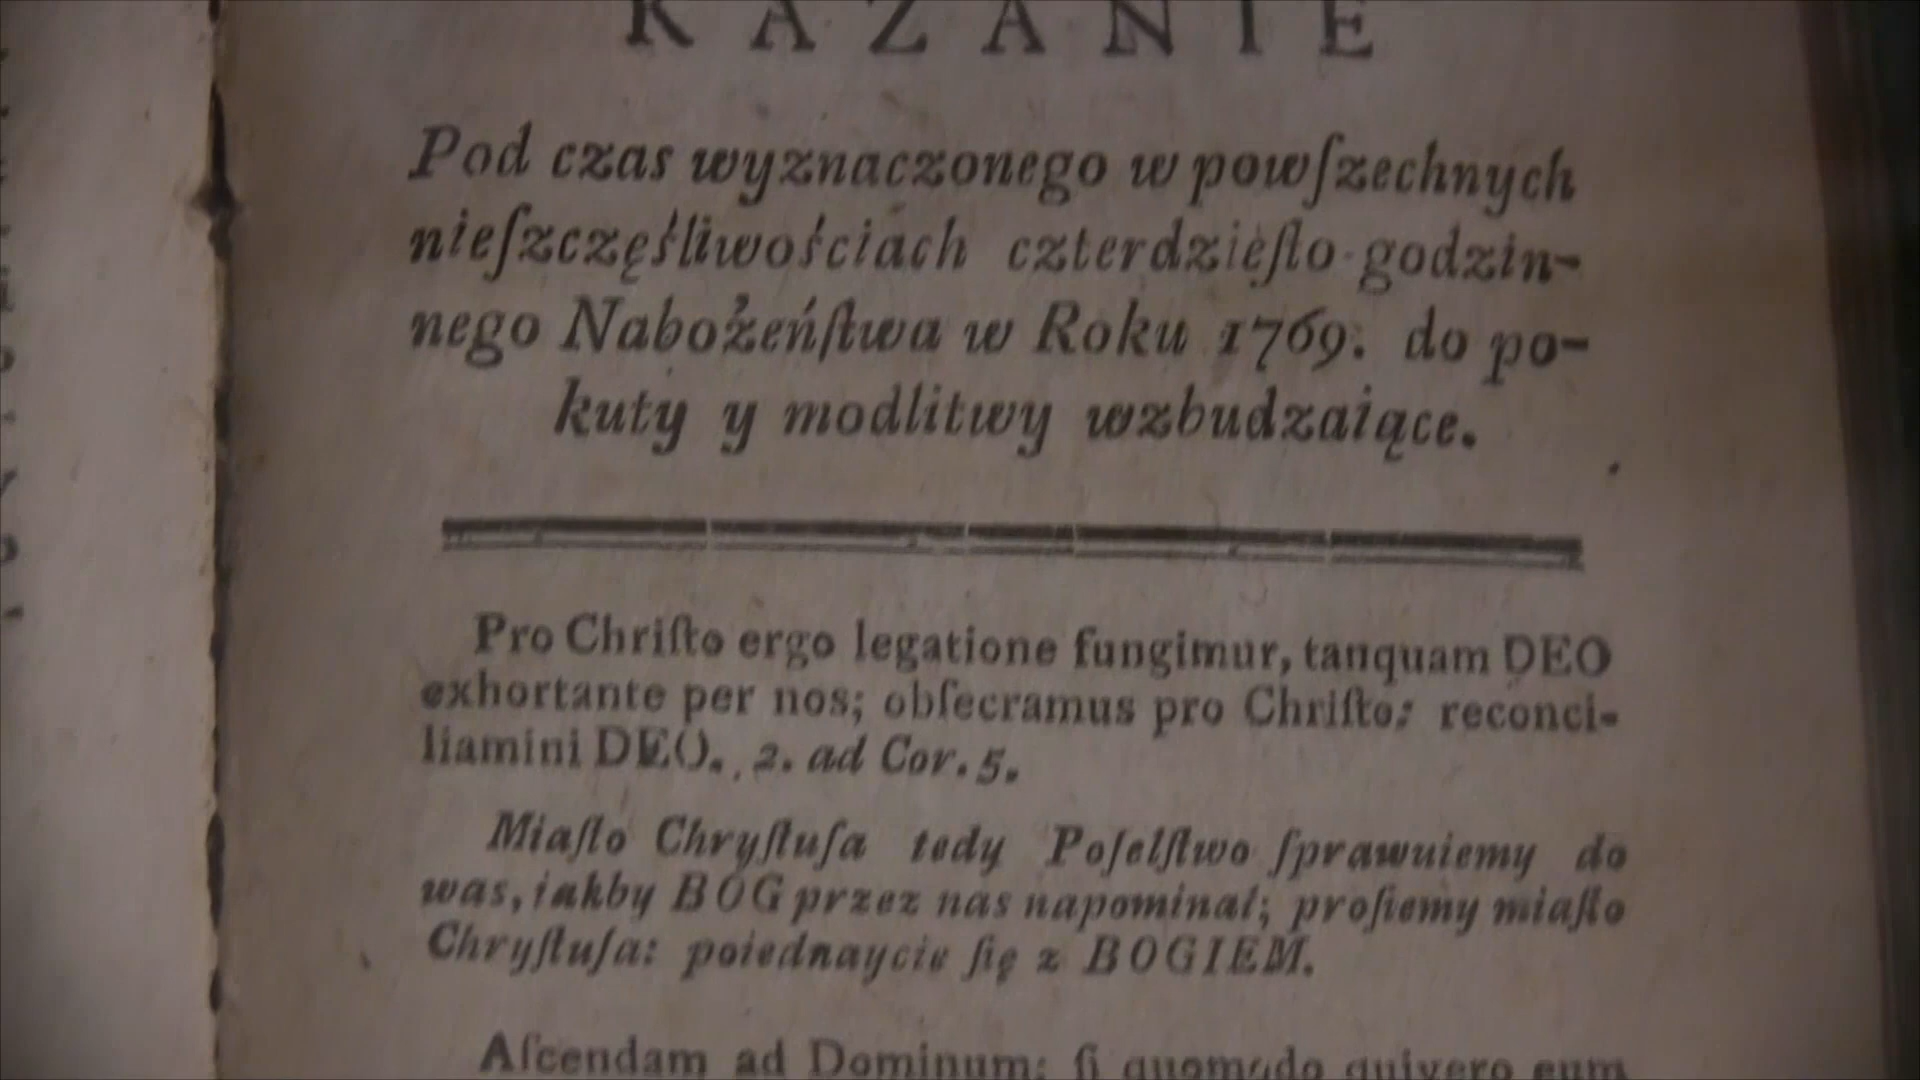 KAZANIE
Pod czas wyznaczonego w powſzechnych
nieſzczęśliwościach czterdzieſto-godzin-
nego Nabożeńſtwa w Roku 1769. do po-
kuty y modlitwy wzbudzaiące.
Pro Chriſto ergo legatione fungimur, tanquam DEO
exhortante per nos; obſecramus pro Chriſto: reconci-
liamini DEO. 2. ad Cor. 5.
Miaſto Chryſtuſa tedy Poſelſtwo ſprawuiemy do
was, iakby BOG przez nas napominał; proſiemy miaſto
Chryſtuſa: poiednaycie ſię z BOGIEM.
Aſcendam ad Dominum: ſi quomodo quivero eum